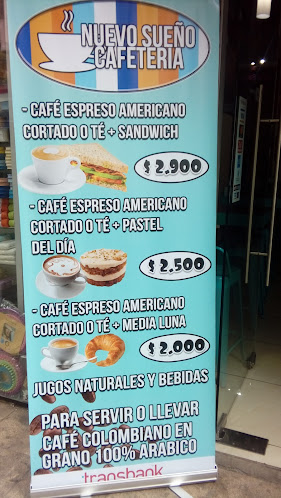 NUEVO SUEÑO
CAFETERIA
- CAFÉ ESPRESO AMERICANO
CORTADO O TÉ + SANDWICH
$ 2.900
- CAFÉ ESPRESO AMERICANO
CORTADO O TÉ + PASTEL
DEL DÍA
$ 2.500
- CAFÉ ESPRESO AMERICANO
CORTADO O TÉ + MEDIA LUNA
$ 2.000
JUGOS NATURALES Y BEBIDAS
PARA SERVIR O LLEVAR
CAFÉ COLOMBIANO EN
GRANO 100% ARÁBICO
transbank